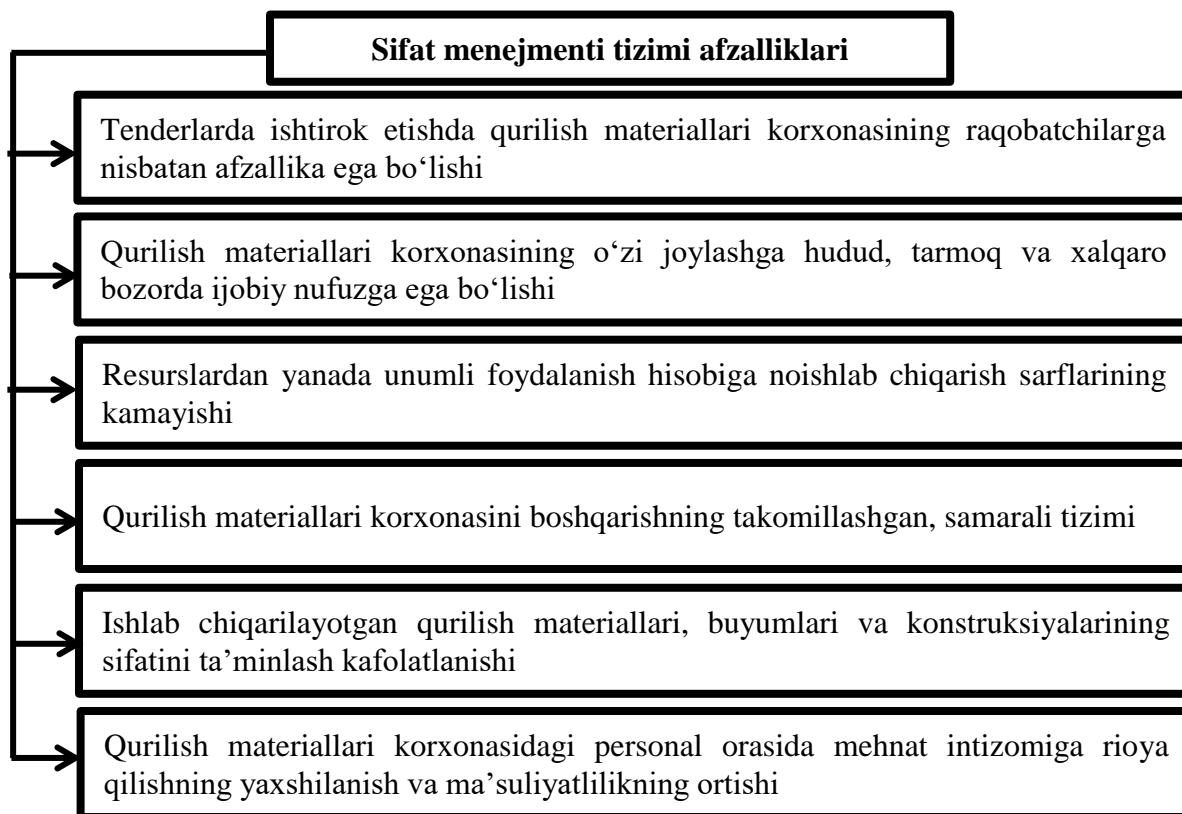 Sifat menejmenti tizimi afzalliklari
Tenderlarda ishtirok etishda qurilish materiallari korxonasining raqobatchilarga
nisbatan afzallika ega bo‘lishi
Qurilish materiallari korxonasining o‘zi joylashga hudud, tarmoq va xalqaro
bozorda ijobiy nufuzga ega bo‘lishi
Resurslardan yanada unumli foydalanish hisobiga noishlab chiqarish sarflarining
kamayishi
Qurilish materiallari korxonasini boshqarishning takomillashgan, samarali tizimi
Ishlab chiqarilayotgan qurilish materiallari, buyumlari va konstruksiyalarining
sifatini ta’minlash kafolatlanishi
Qurilish materiallari korxonasidagi personal orasida mehnat intizomiga rioya
qilishning yaxshilanish va ma’suliyatlilikning ortishi